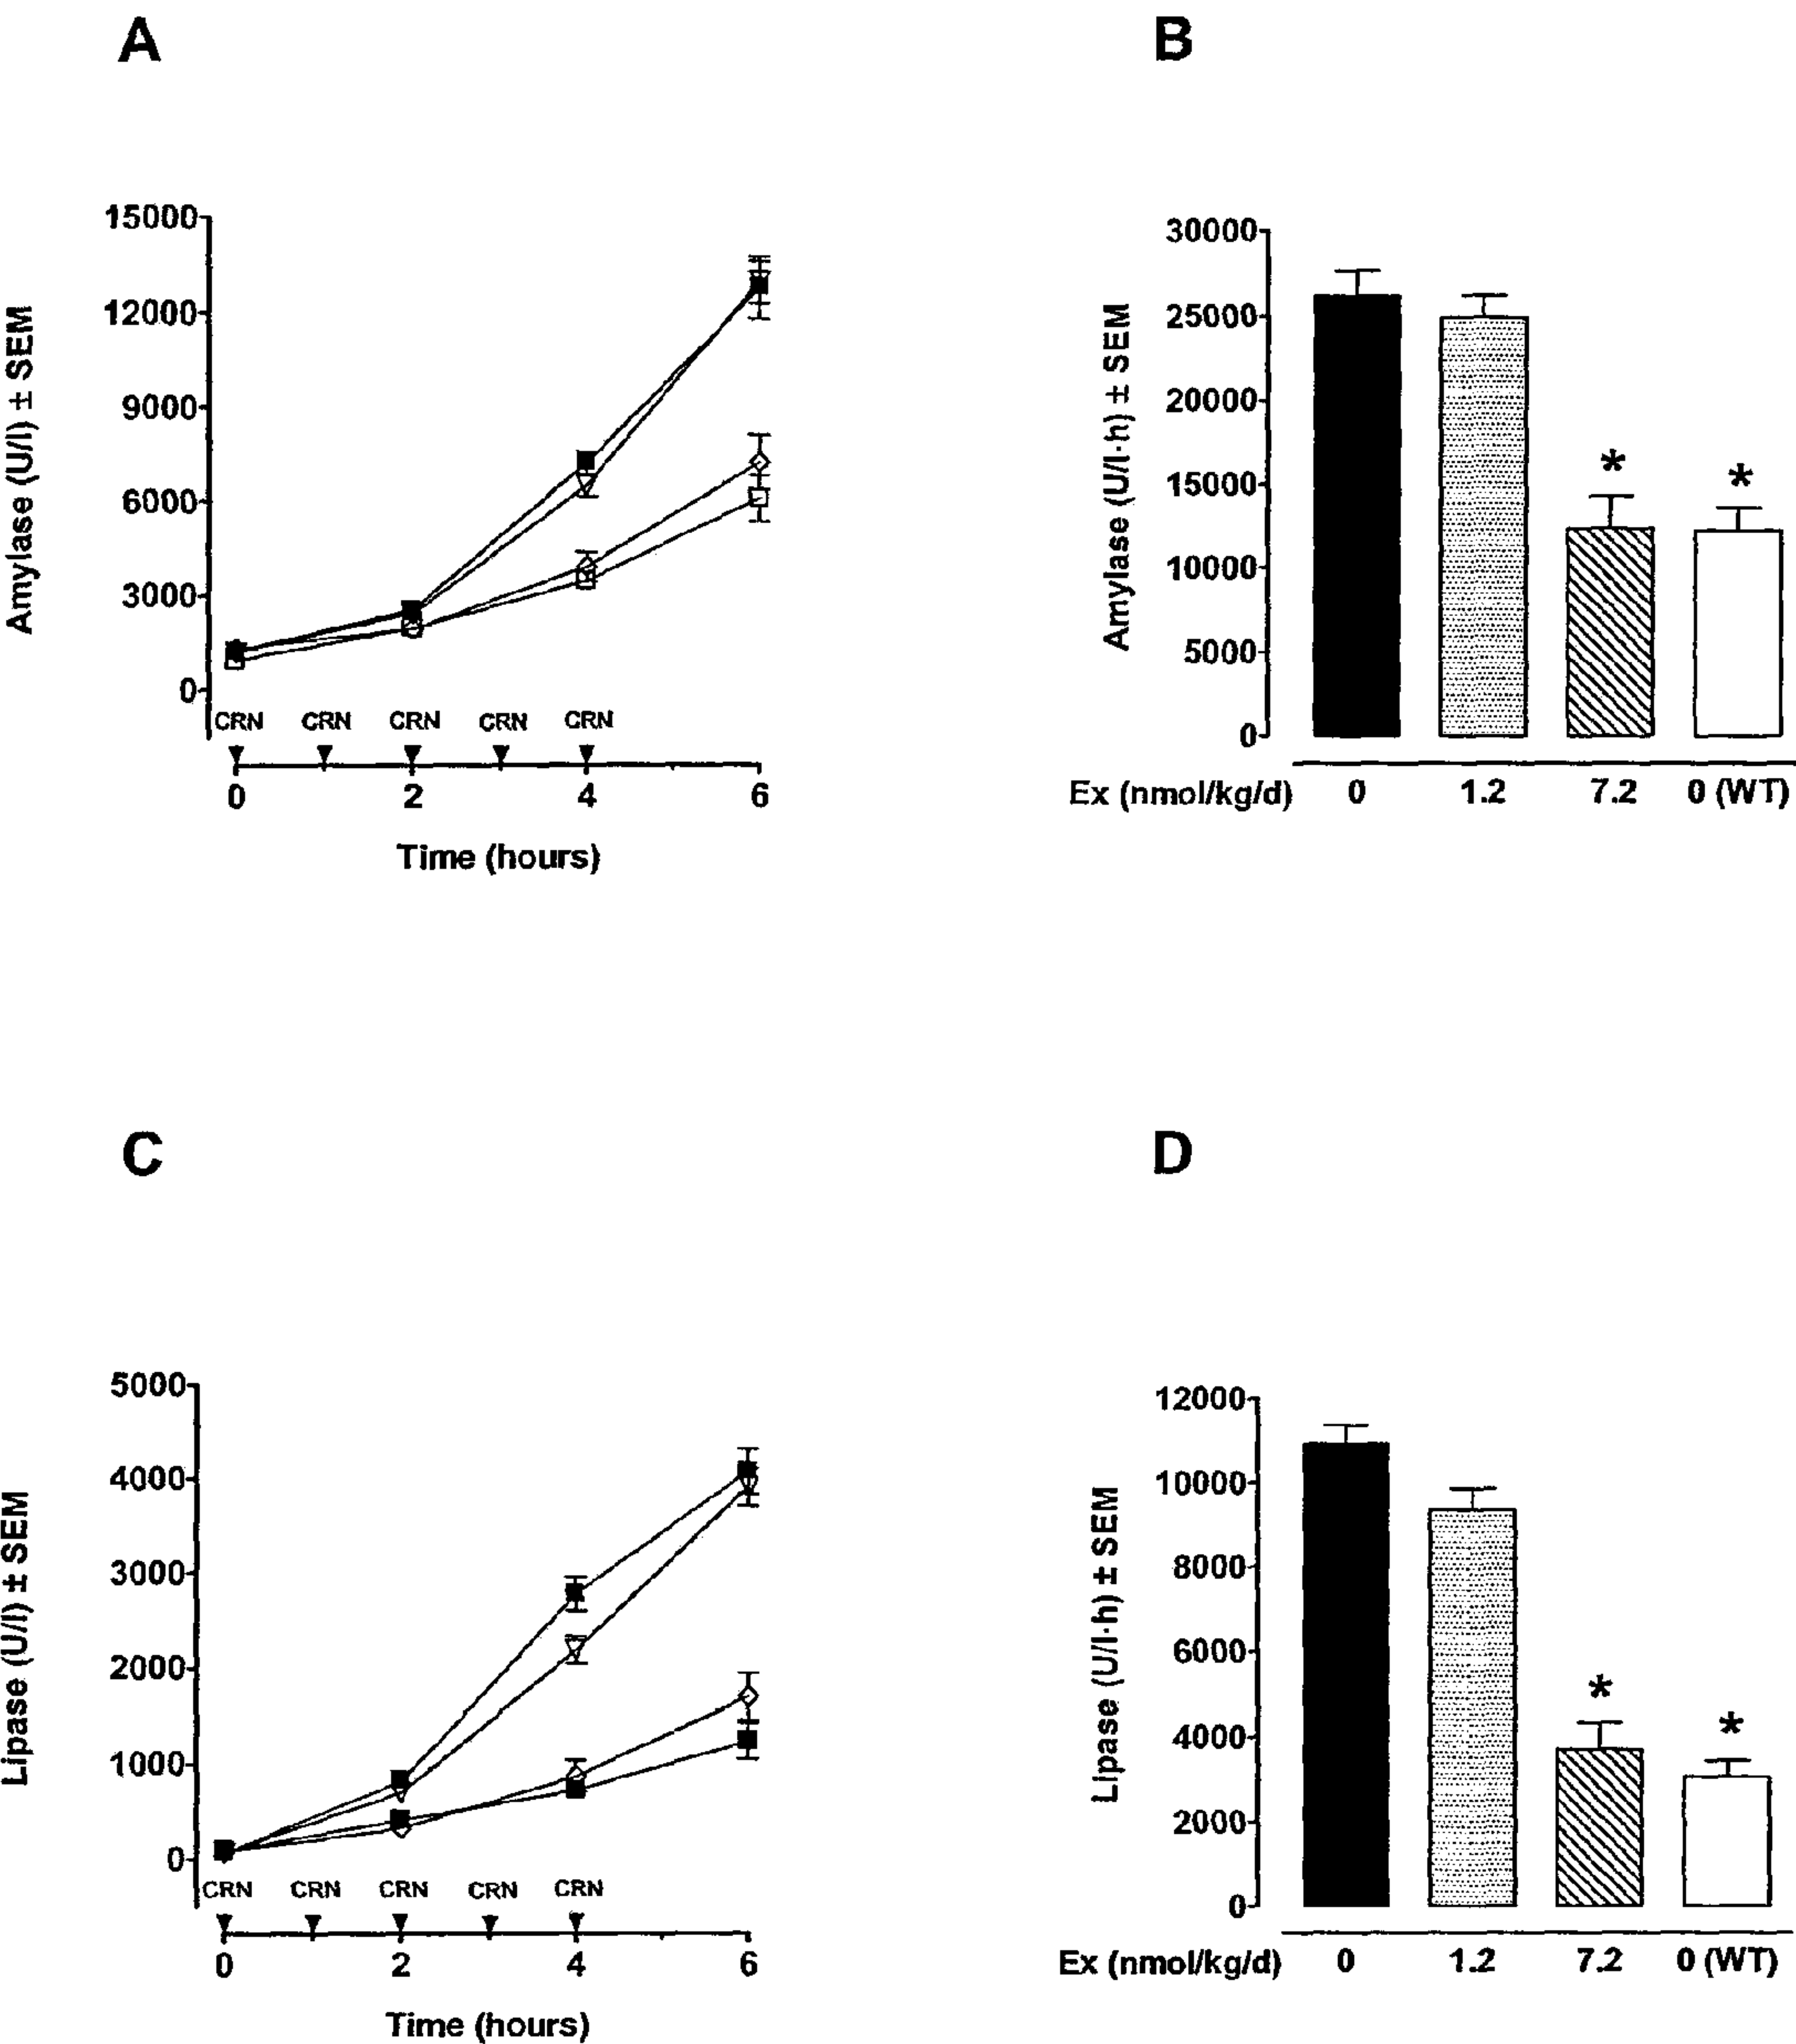 A
B
15000
12000
9000
6000
3000
0
Amylase (U/l) ± SEM
CRN CRN CRN CRN CRN
0 2 4 6
Time (hours)
30000
25000
20000
15000
10000
5000
0
Amylase (U/l·h) ± SEM
* *
Ex (nmol/kg/d) 0 1.2 7.2 0 (WT)
C
D
5000
4000
3000
2000
1000
0
Lipase (U/l) ± SEM
CRN CRN CRN CRN CRN
0 2 4 6
Time (hours)
12000
10000
8000
6000
4000
2000
0
Lipase (U/l·h) ± SEM
* *
Ex (nmol/kg/d) 0 1.2 7.2 0 (WT)